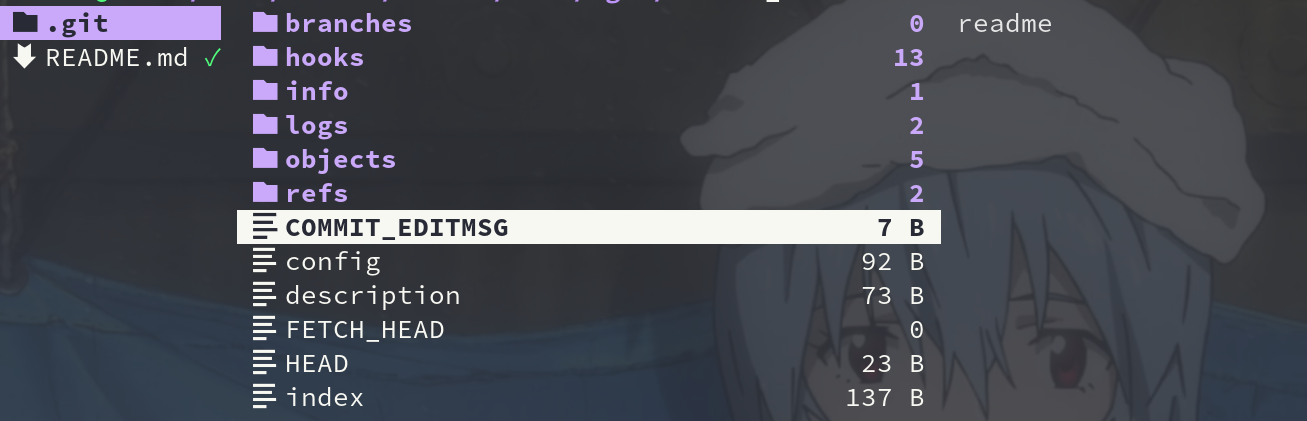 .git
README.md ✓
branches 0
hooks 13
info 1
logs 2
objects 5
refs 2
COMMIT_EDITMSG 7 B
config 92 B
description 73 B
FETCH_HEAD 0
HEAD 23 B
index 137 B
readme